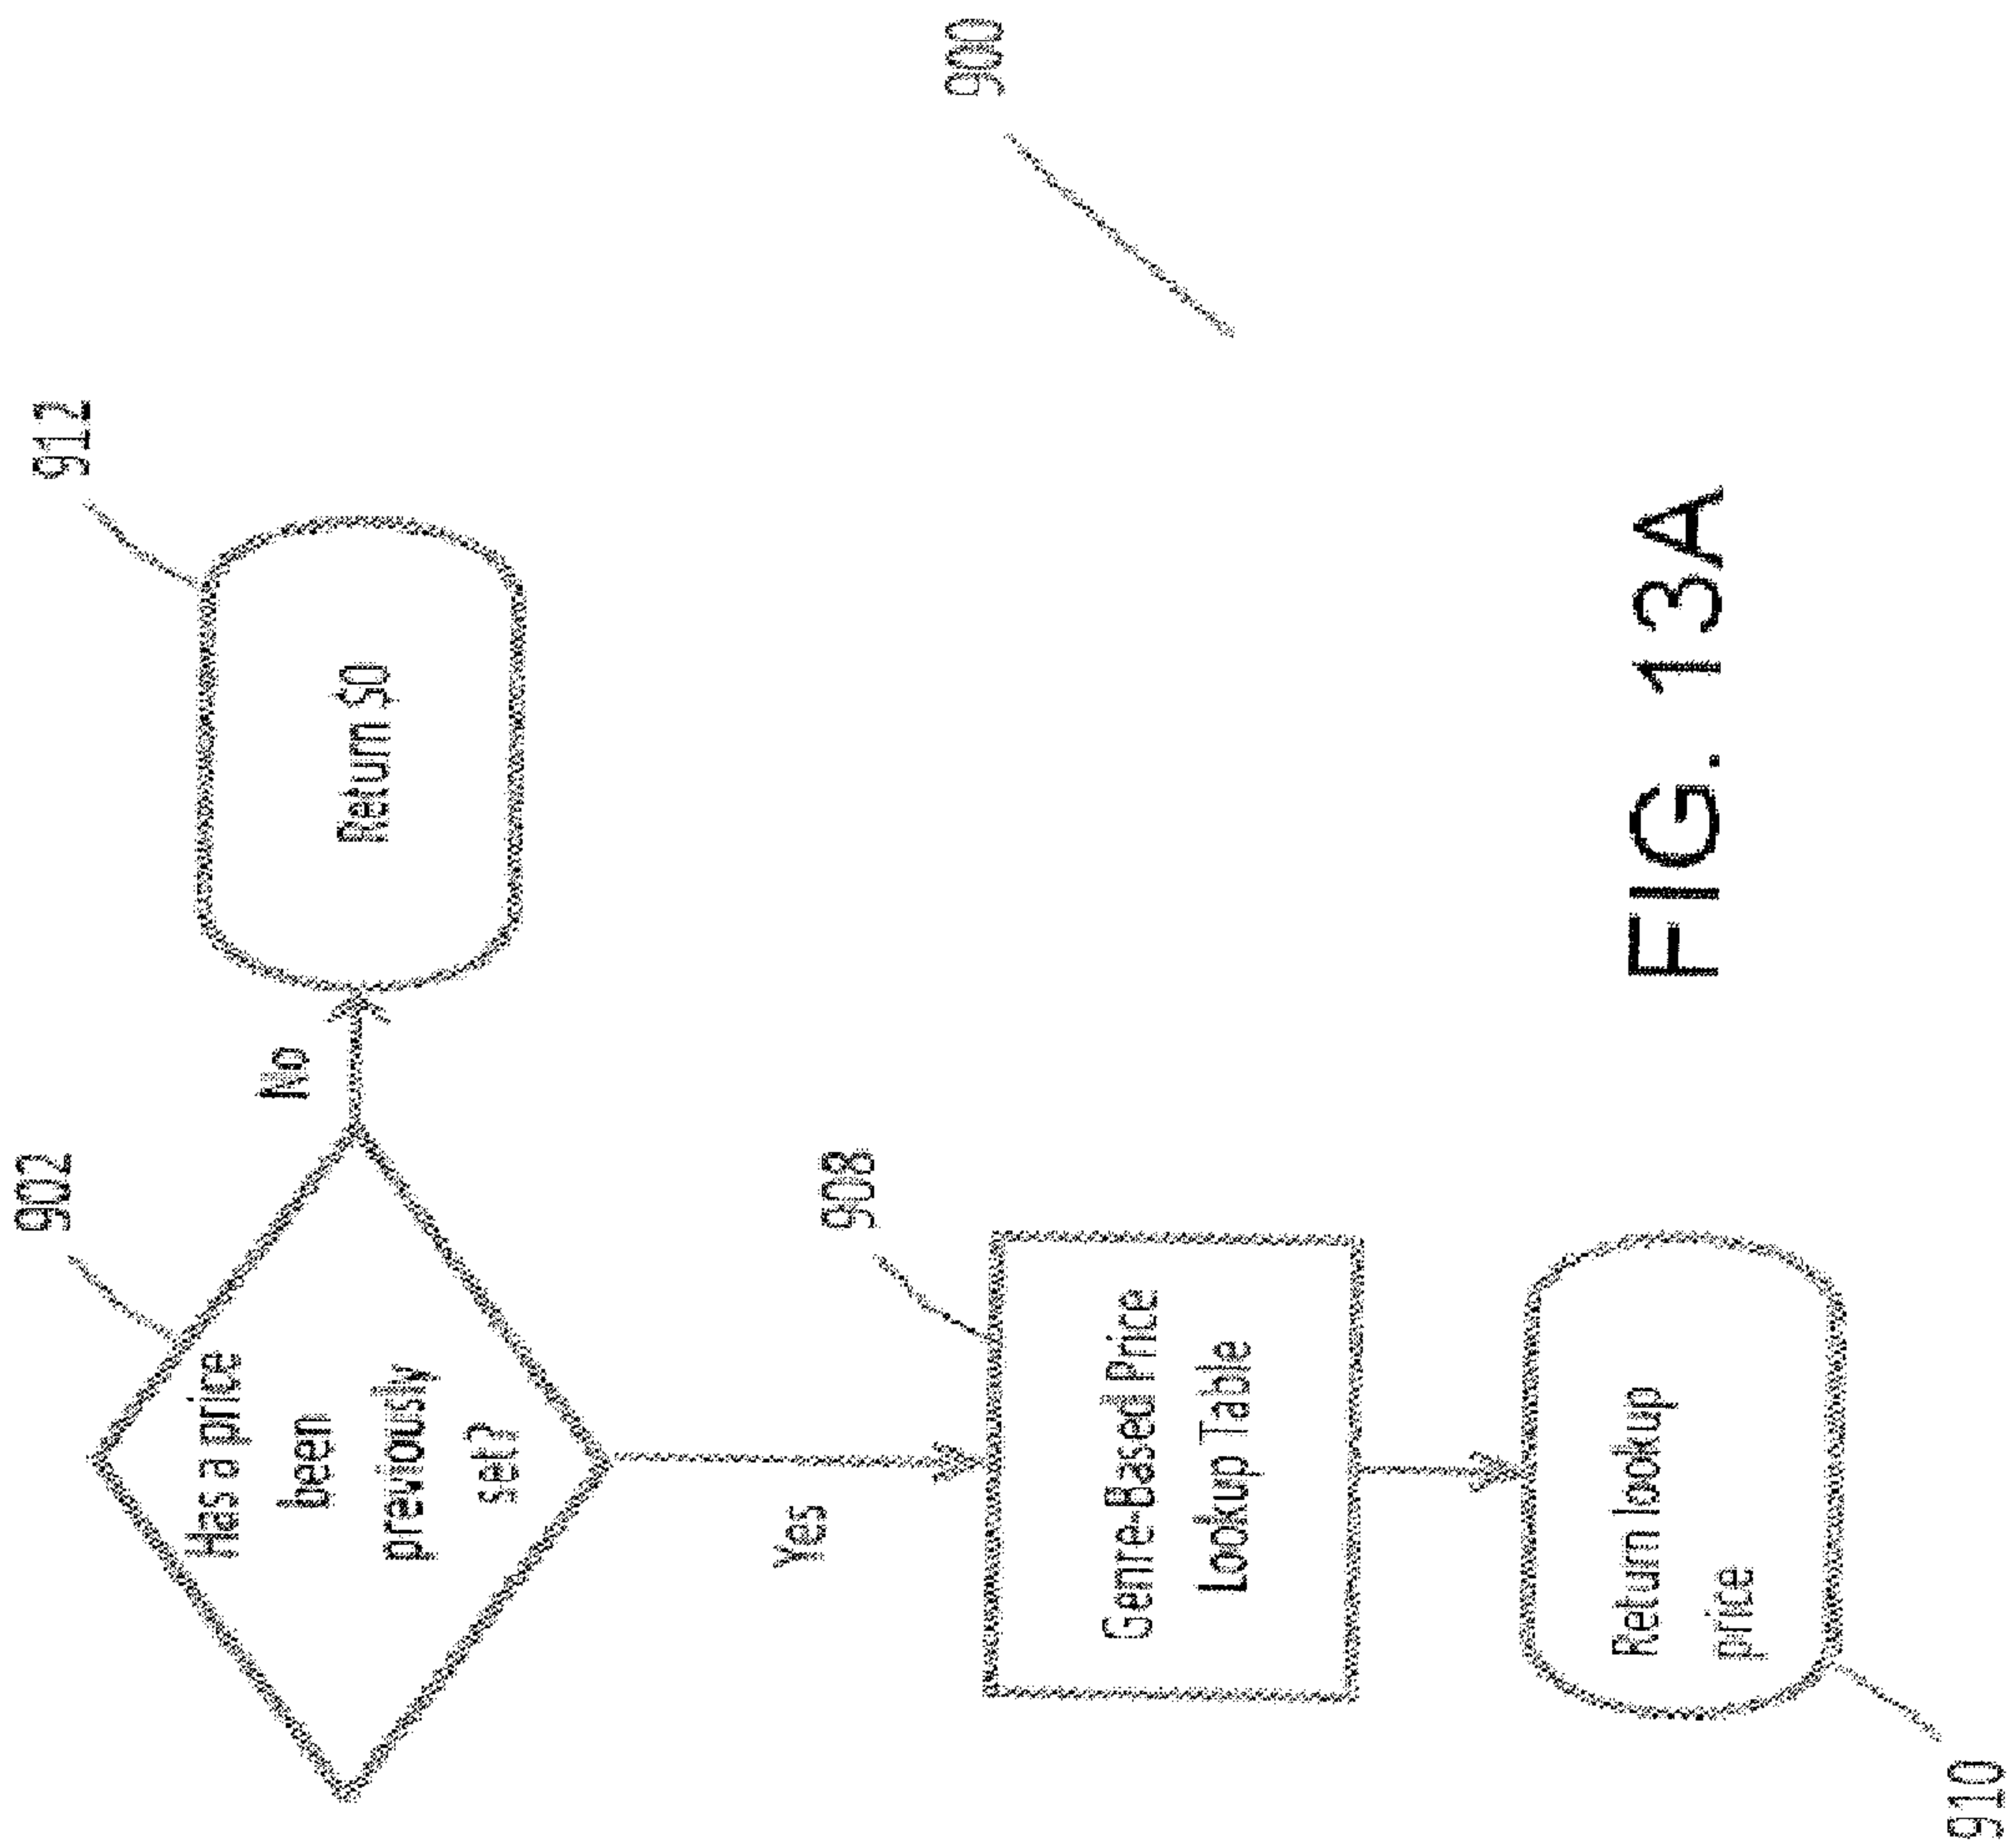 900
902
Has a price
been
previously
set?
No
912
Return $0
Yes
908
Genre-Based Price
Lookup Table
Return lookup
price
910
FIG. 13A